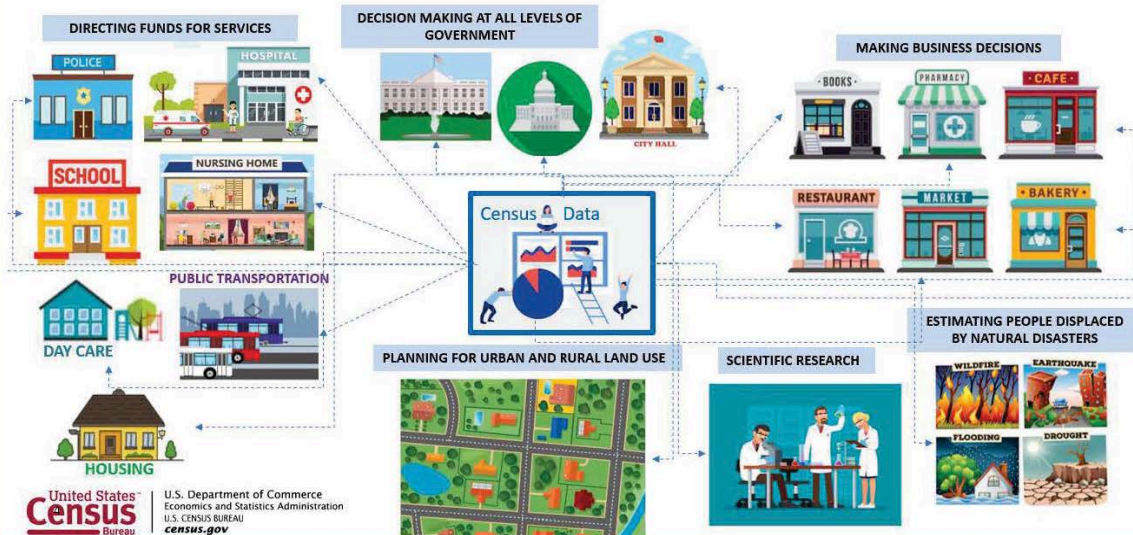 DIRECTING FUNDS FOR SERVICES
POLICE
HOSPITAL
SCHOOL
NURSING HOME
PUBLIC TRANSPORTATION
DAY CARE
HOUSING
DECISION MAKING AT ALL LEVELS OF
GOVERNMENT
CITY HALL
Census Data
MAKING BUSINESS DECISIONS
BOOKS
PHARMACY
CAFE
RESTAURANT
MARKET
BAKERY
PLANNING FOR URBAN AND RURAL LAND USE
SCIENTIFIC RESEARCH
ESTIMATING PEOPLE DISPLACED
BY NATURAL DISASTERS
WILDFIRE
EARTHQUAKE
FLOODING
DROUGHT
United States™
Census
4
Bureau
U.S. Department of Commerce
Economics and Statistics Administration
U.S. CENSUS BUREAU
census.gov